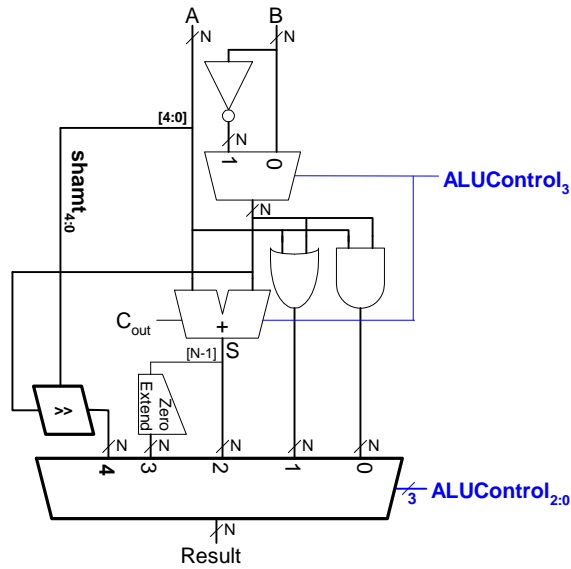 A B
N N
[4:0]
N
1 0
shamt4:0
ALUControl3
N
Cout
+
[N-1] S
Zero
Extend
>>
N N N N N
4 3 2 1 0
3 ALUControl2:0
N
Result